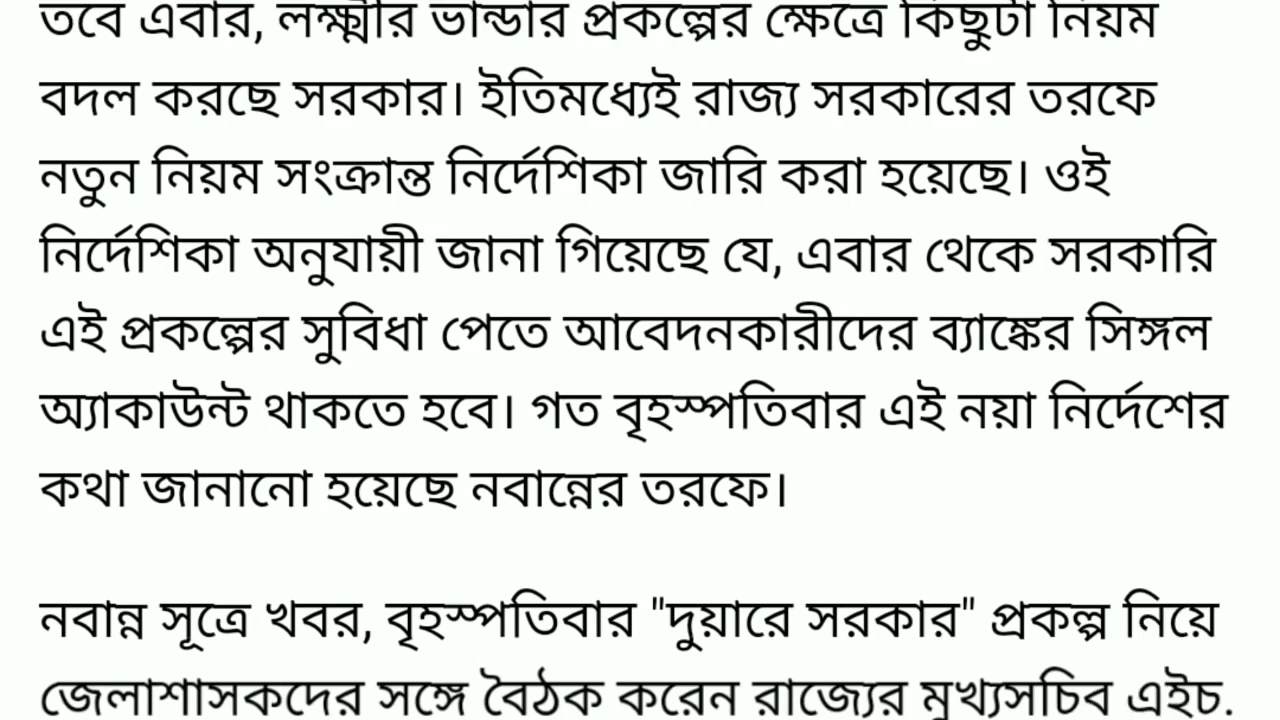 তবে এবার, লক্ষ্মীর ভান্ডার প্রকল্পের ক্ষেত্রে কিছুটা নিয়ম
বদল করছে সরকার। ইতিমধ্যেই রাজ্য সরকারের তরফে
নতুন নিয়ম সংক্রান্ত নির্দেশিকা জারি করা হয়েছে। ওই
নির্দেশিকা অনুযায়ী জানা গিয়েছে যে, এবার থেকে সরকারি
এই প্রকল্পের সুবিধা পেতে আবেদনকারীদের ব্যাঙ্কের সিঙ্গল
অ্যাকাউন্ট থাকতে হবে। গত বৃহস্পতিবার এই নয়া নির্দেশের
কথা জানানো হয়েছে নবান্নের তরফে।
নবান্ন সূত্রে খবর, বৃহস্পতিবার "দুয়ারে সরকার" প্রকল্প নিয়ে
জেলাশাসকদের সঙ্গে বৈঠক করেন রাজ্যের মুখ্যসচিব এইচ.